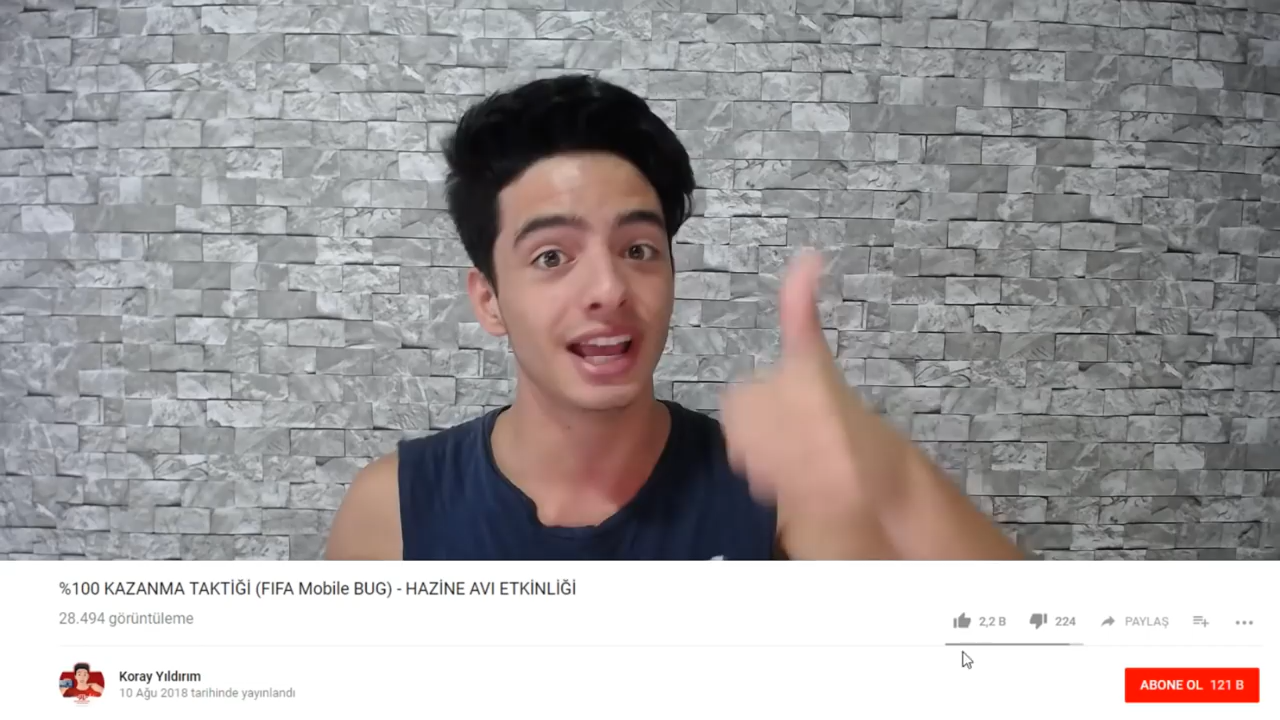 %100 KAZANMA TAKTİĞİ (FIFA Mobile BUG) - HAZİNE AVI ETKİNLİĞİ
28.494 görüntüleme
2,2 B 224 PAYLAŞ
Koray Yıldırım
10 Ağu 2018 tarihinde yayınlandı
ABONE OL 121 B